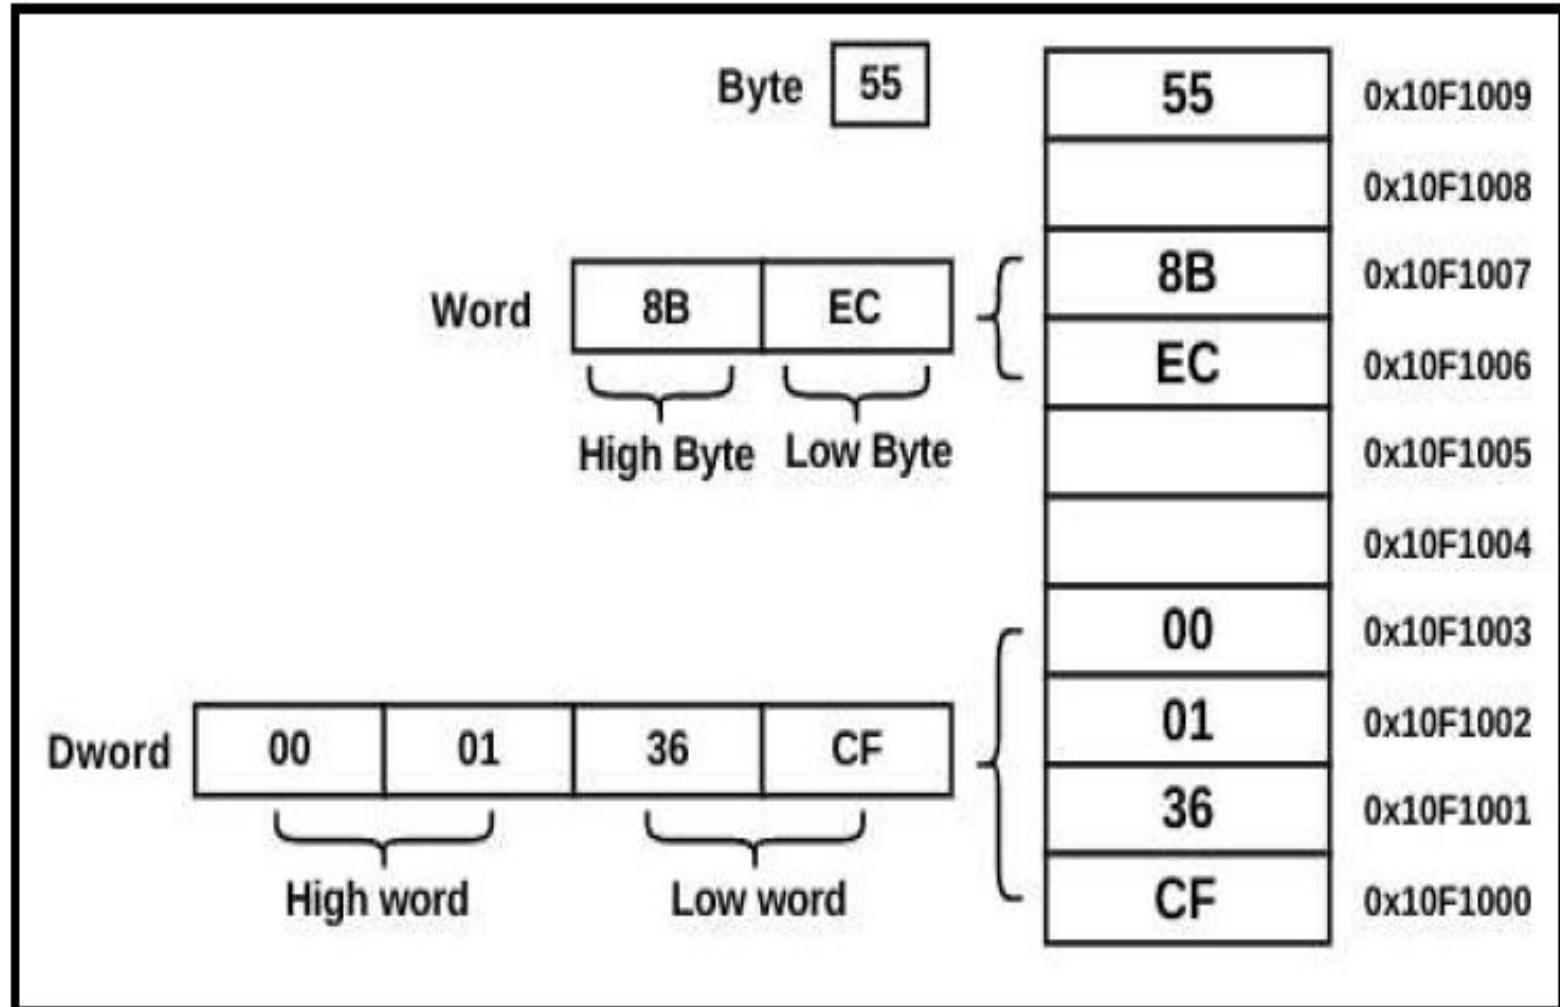 Byte 55 55 0x10F1009
0x10F1008
8B 0x10F1007
Word 8B EC
EC 0x10F1006
High Byte Low Byte 0x10F1005
0x10F1004
00 0x10F1003
01 0x10F1002
Dword 00 01 36 CF
36 0x10F1001
High word Low word CF 0x10F1000